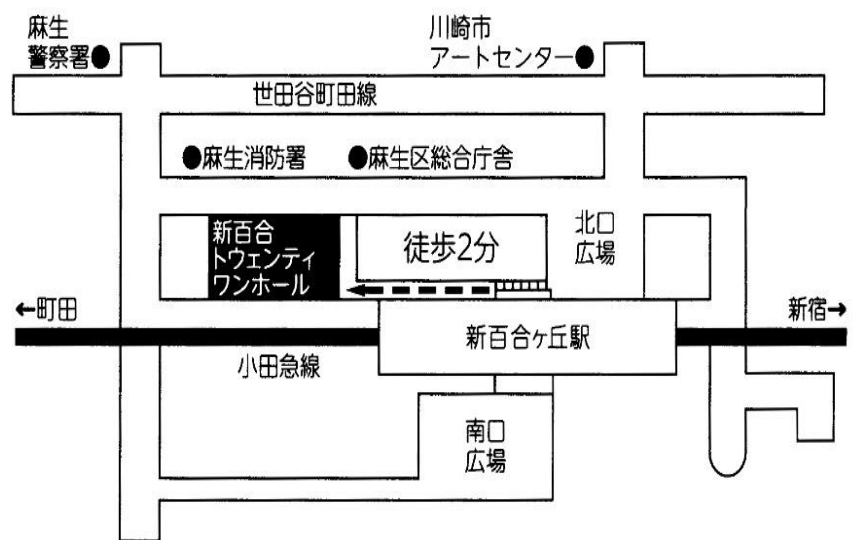 麻生
警察署●
川崎市
アートセンター●
世田谷町田線
●麻生消防署
●麻生区総合庁舎
新百合
トウェンティ
ワンホール
徒歩2分
北口
広場
←町田
新宿→
新百合ヶ丘駅
小田急線
南口
広場